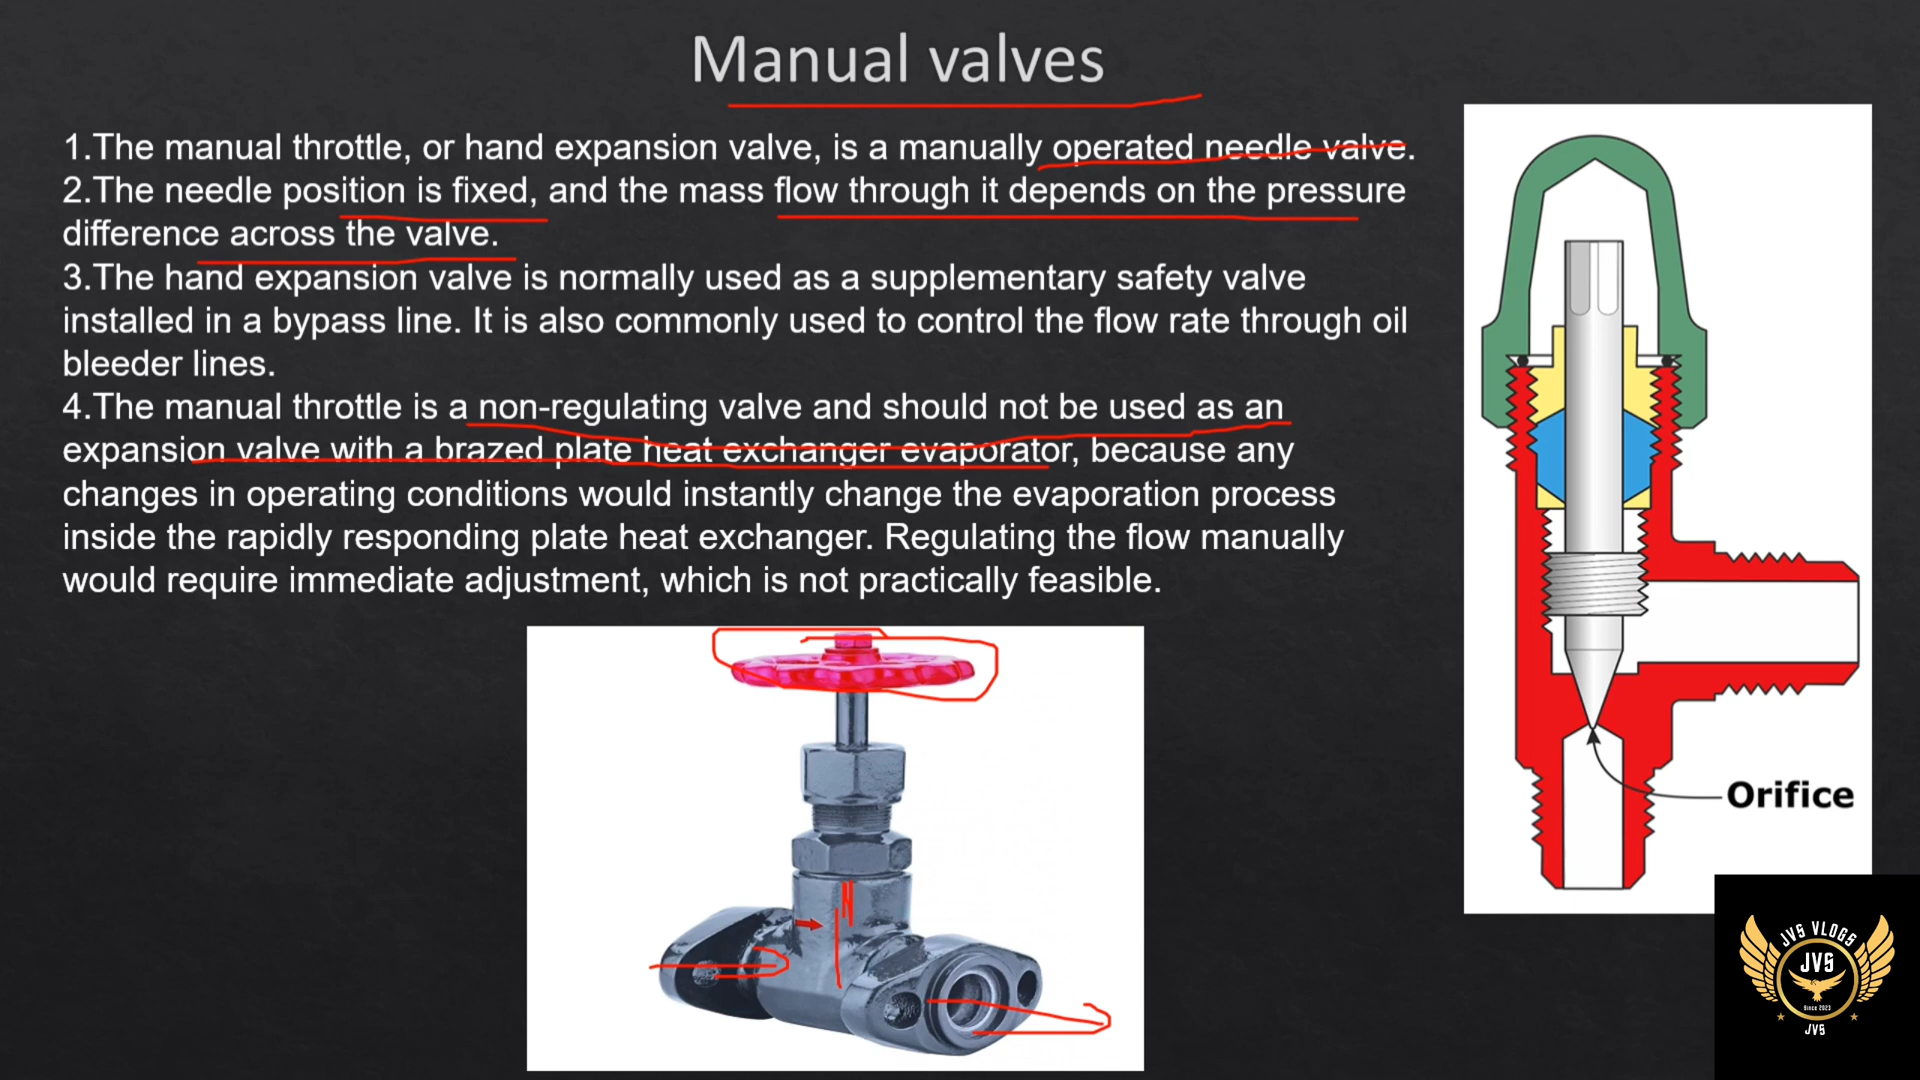 Manual valves
1.The manual throttle, or hand expansion valve, is a manually operated needle valve.
2.The needle position is fixed, and the mass flow through it depends on the pressure
difference across the valve.
3.The hand expansion valve is normally used as a supplementary safety valve
installed in a bypass line. It is also commonly used to control the flow rate through oil
bleeder lines.
4.The manual throttle is a non-regulating valve and should not be used as an
expansion valve with a brazed plate heat exchanger evaporator, because any
changes in operating conditions would instantly change the evaporation process
inside the rapidly responding plate heat exchanger. Regulating the flow manually
would require immediate adjustment, which is not practically feasible.
Orifice
JVS VLOGS
JVS
Since 2023
JVS